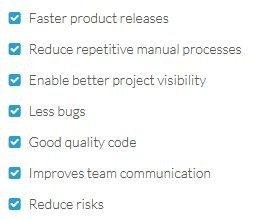 Faster product releases
Reduce repetitive manual processes
Enable better project visibility
Less bugs
Good quality code
Improves team communication
Reduce risks